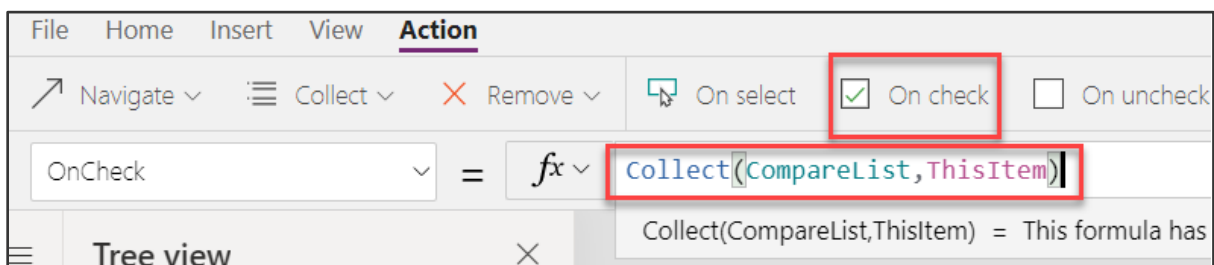 File Home Insert View Action
Navigate Collect Remove On select On check On uncheck
OnCheck = fx Collect(CompareList,ThisItem)
Collect(CompareList,ThisItem) = This formula has
Tree view